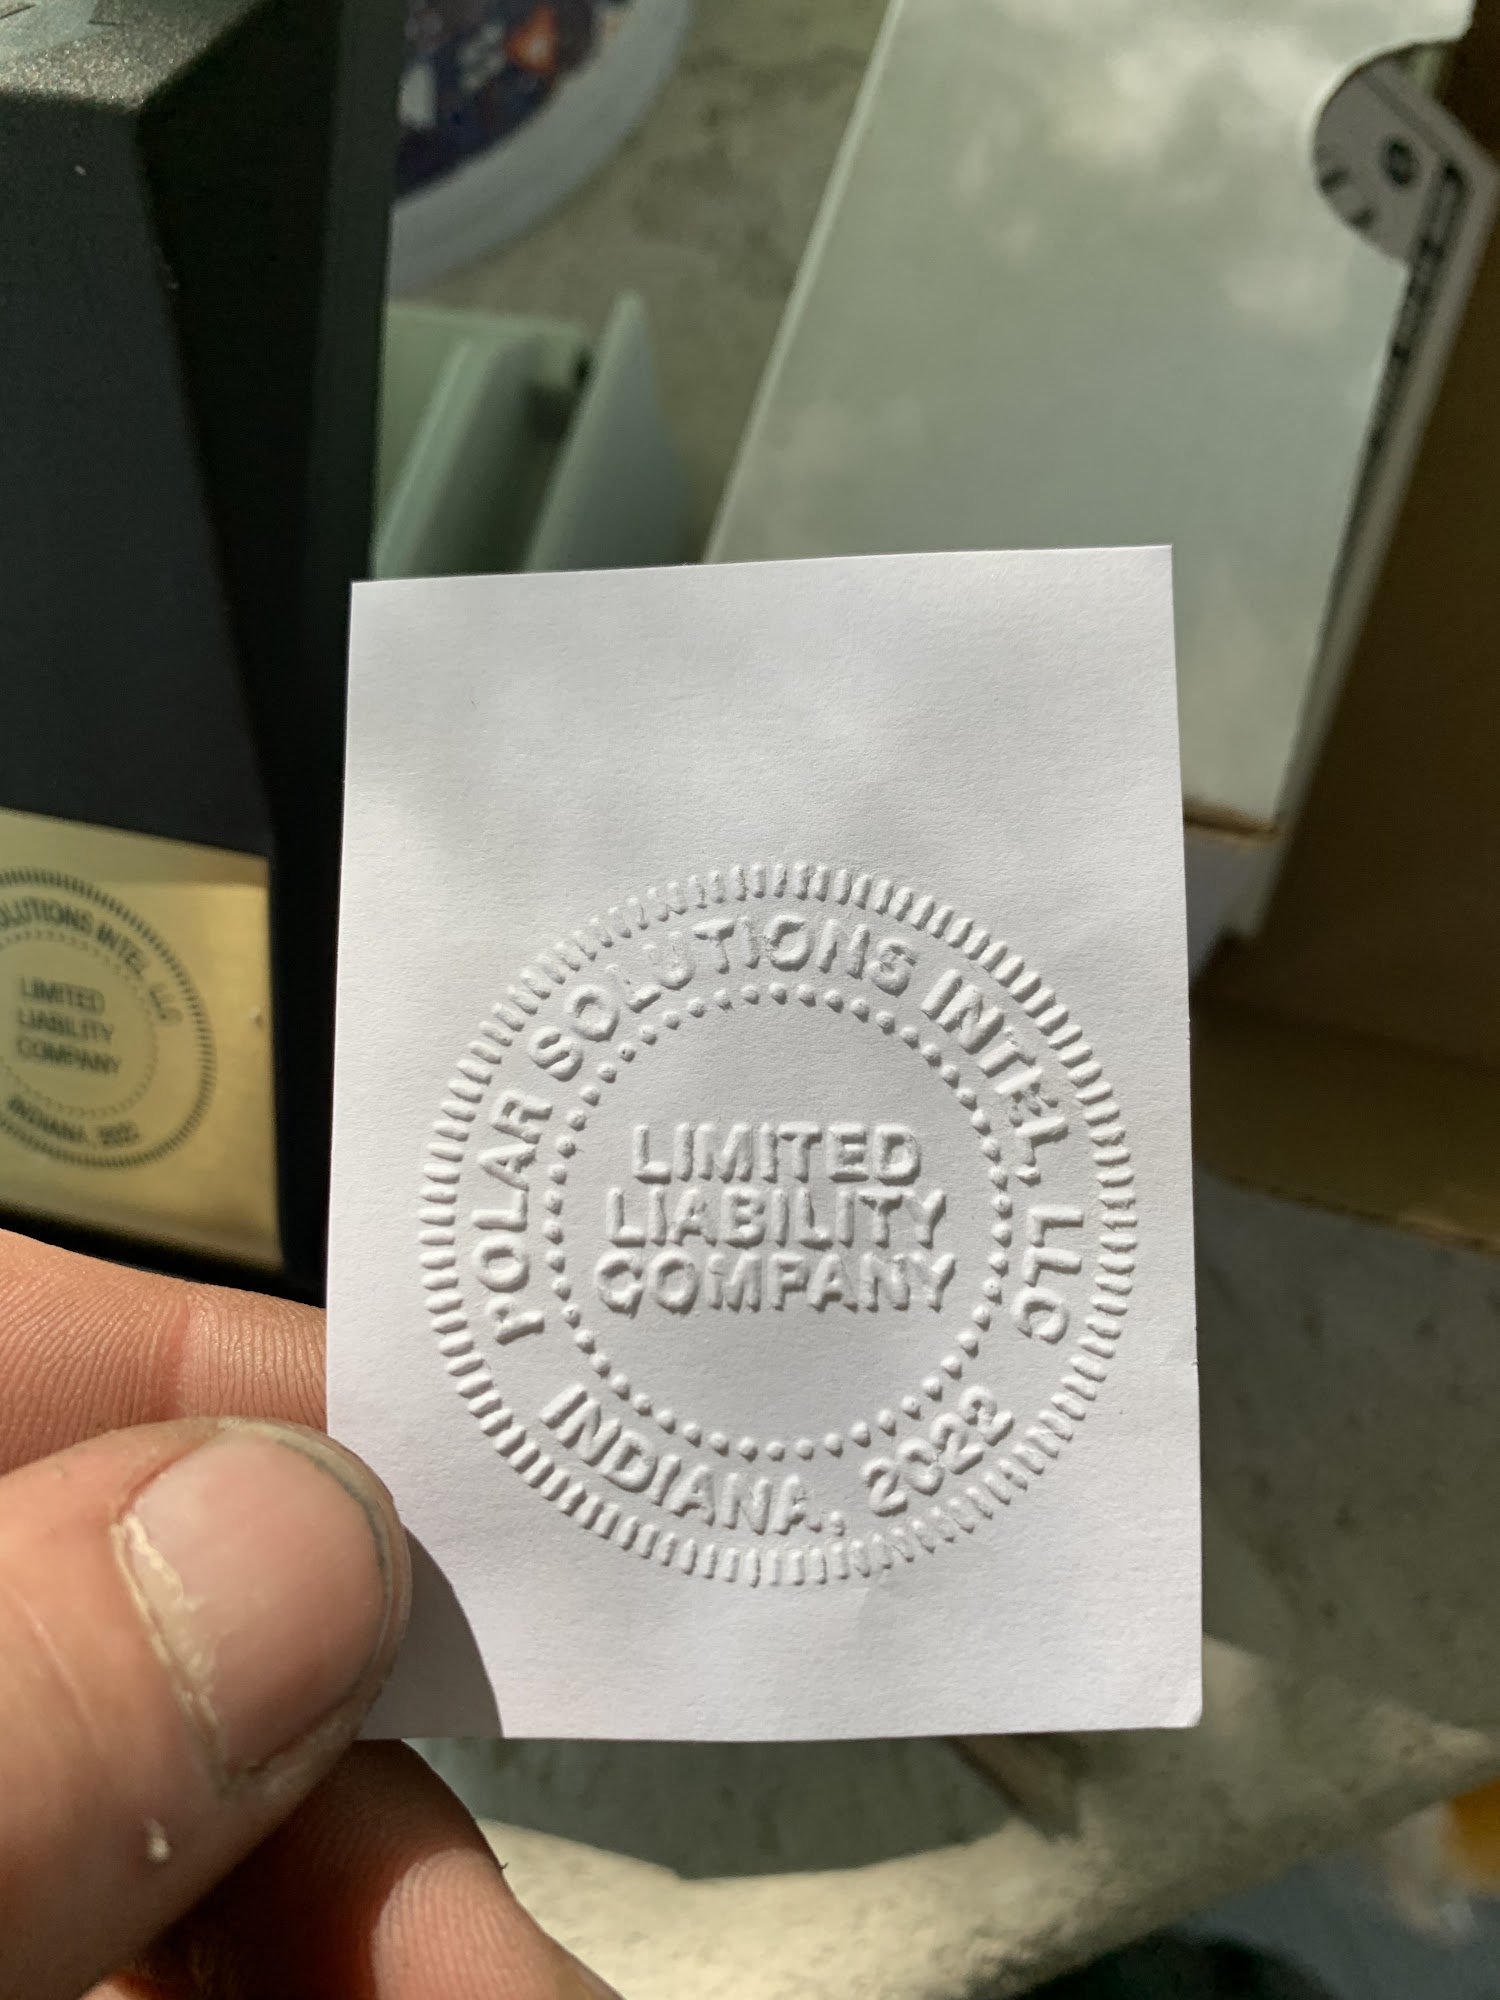 POLAR SOLUTIONS INTEL, LLC
LIMITED
LIABILITY
COMPANY
INDIANA, 2022
SOLUTIONS INTEL, LLC
LIMITED
LIABILITY
COMPANY
INDIANA, 2022